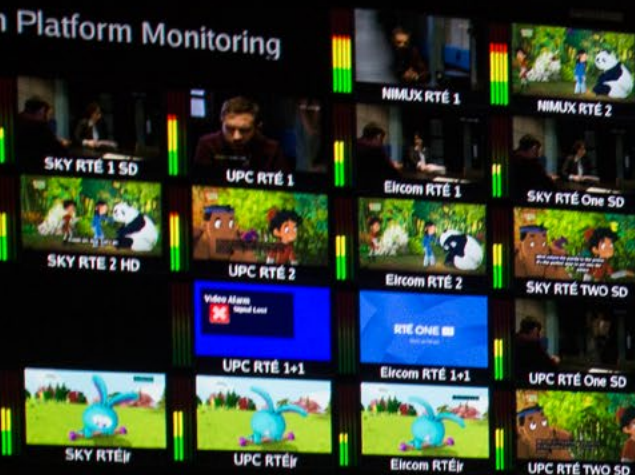 Platform Monitoring
NIMUX RTÉ 1
NIMUX RTÉ 2
SKY RTÉ 1 SD
UPC RTÉ 1
Eircom RTÉ 1
SKY RTÉ One SD
SKY RTE 2 HD
UPC RTÉ 2
Eircom RTÉ 2
SKY RTÉ TWO SD
Video Alarm
Signal Lost
RTÉ ONE
UPC RTÉ 1+1
Eircom RTÉ 1+1
UPC RTÉ One SD
SKY RTÉjr
UPC RTÉjr
Eircom RTÉjr
UPC RTÉ TWO SD